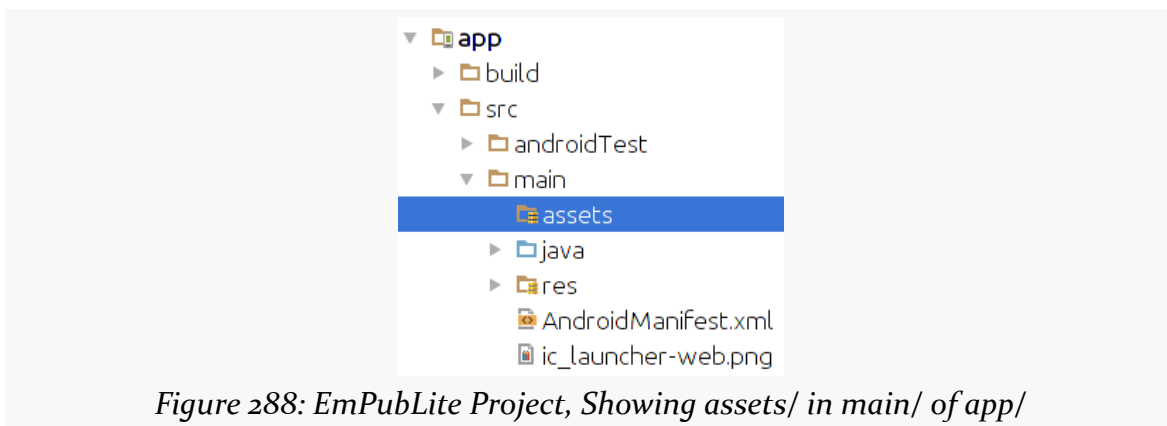 app
build
src
androidTest
main
assets
java
res
AndroidManifest.xml
ic_launcher-web.png
Figure 288: EmPubLite Project, Showing assets/ in main/ of app/